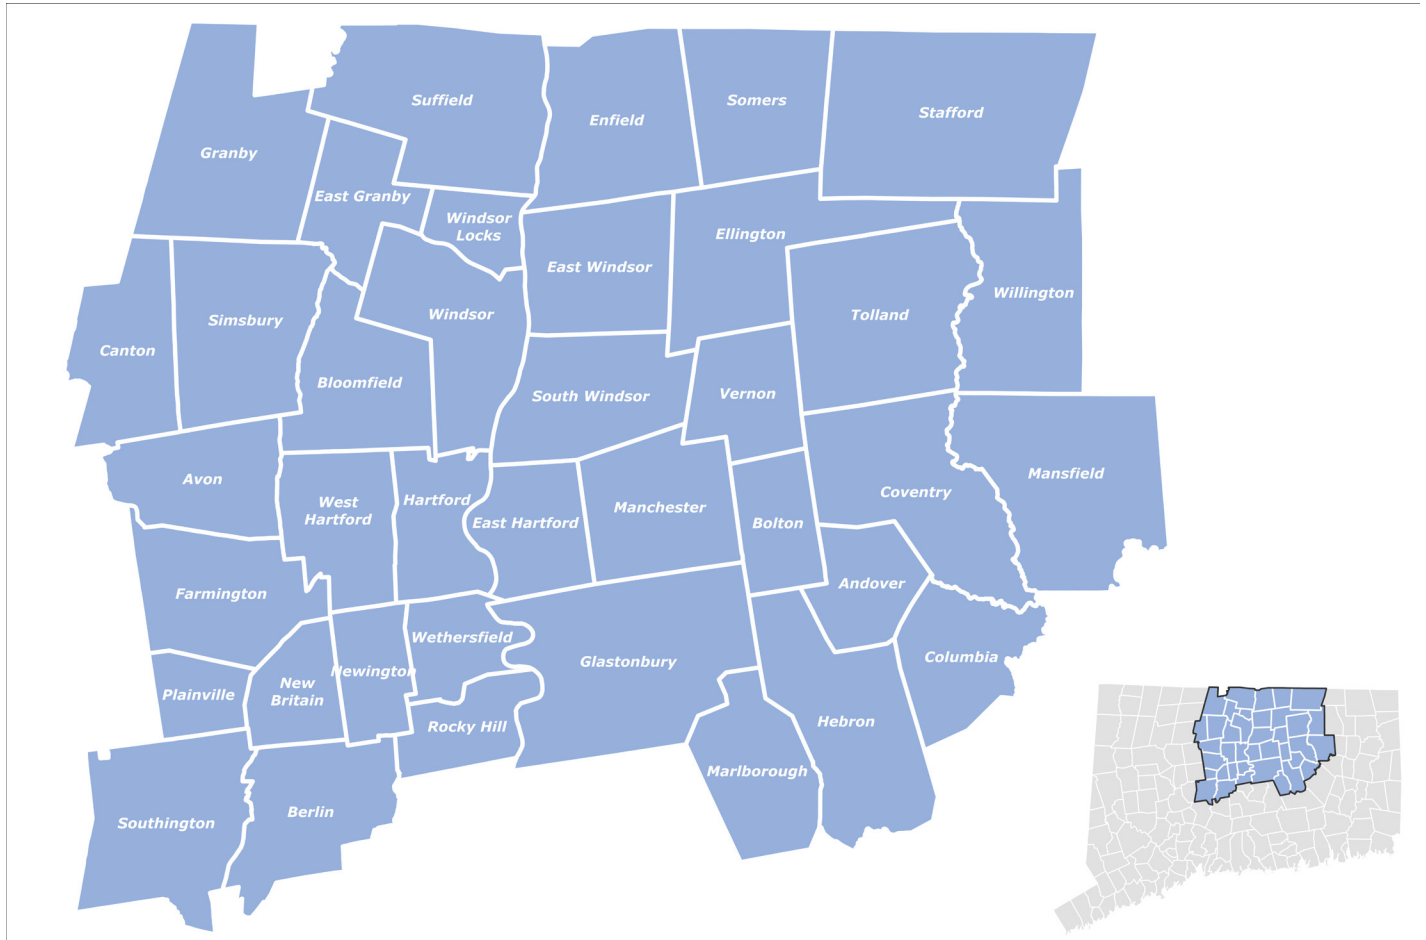 Suffield
Somers
Stafford
Enfield
Granby
East Granby
Windsor
Locks
Ellington
East Windsor
Willington
Simsbury
Windsor
Tolland
Canton
Bloomfield
South Windsor
Vernon
Avon
Mansfield
West
Hartford
Hartford
Coventry
East Hartford
Manchester
Bolton
Andover
Farmington
Wethersfield
Glastonbury
Columbia
Newington
New
Britain
Plainville
Rocky Hill
Hebron
Marlborough
Berlin
Southington